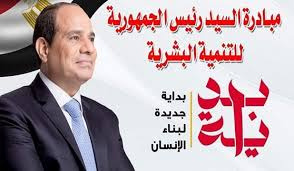 مبادرة السيد رئيس الجمهورية
للتنمية البشرية
بداية
بداية
جديدة
لبناء
الإنسان